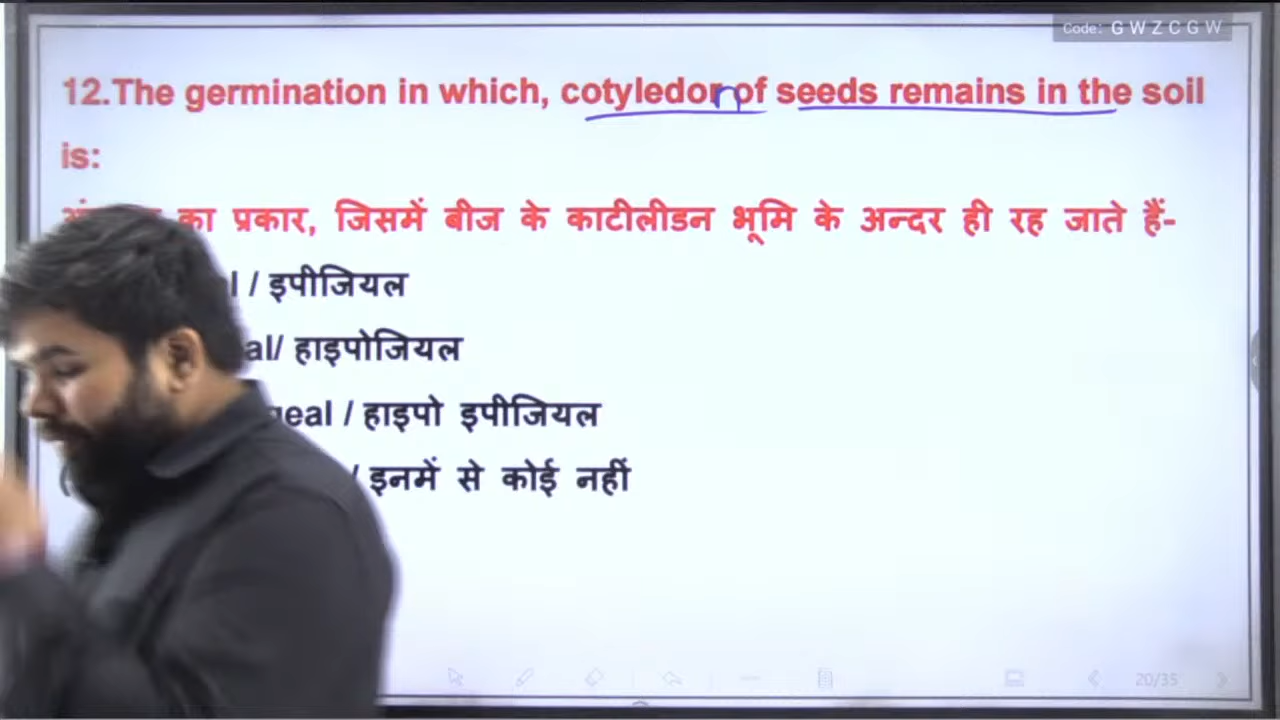 Code: G W Z C G W
12.The germination in which, cotyledon of seeds remains in the soil
is:
का प्रकार, जिसमें बीज के काटीलीडन भूमि के अन्दर ही रह जाते हैं-
/ इपीजियल
al/ हाइपोजियल
geal / हाइपो इपीजियल
/ इनमें से कोई नहीं
20/35